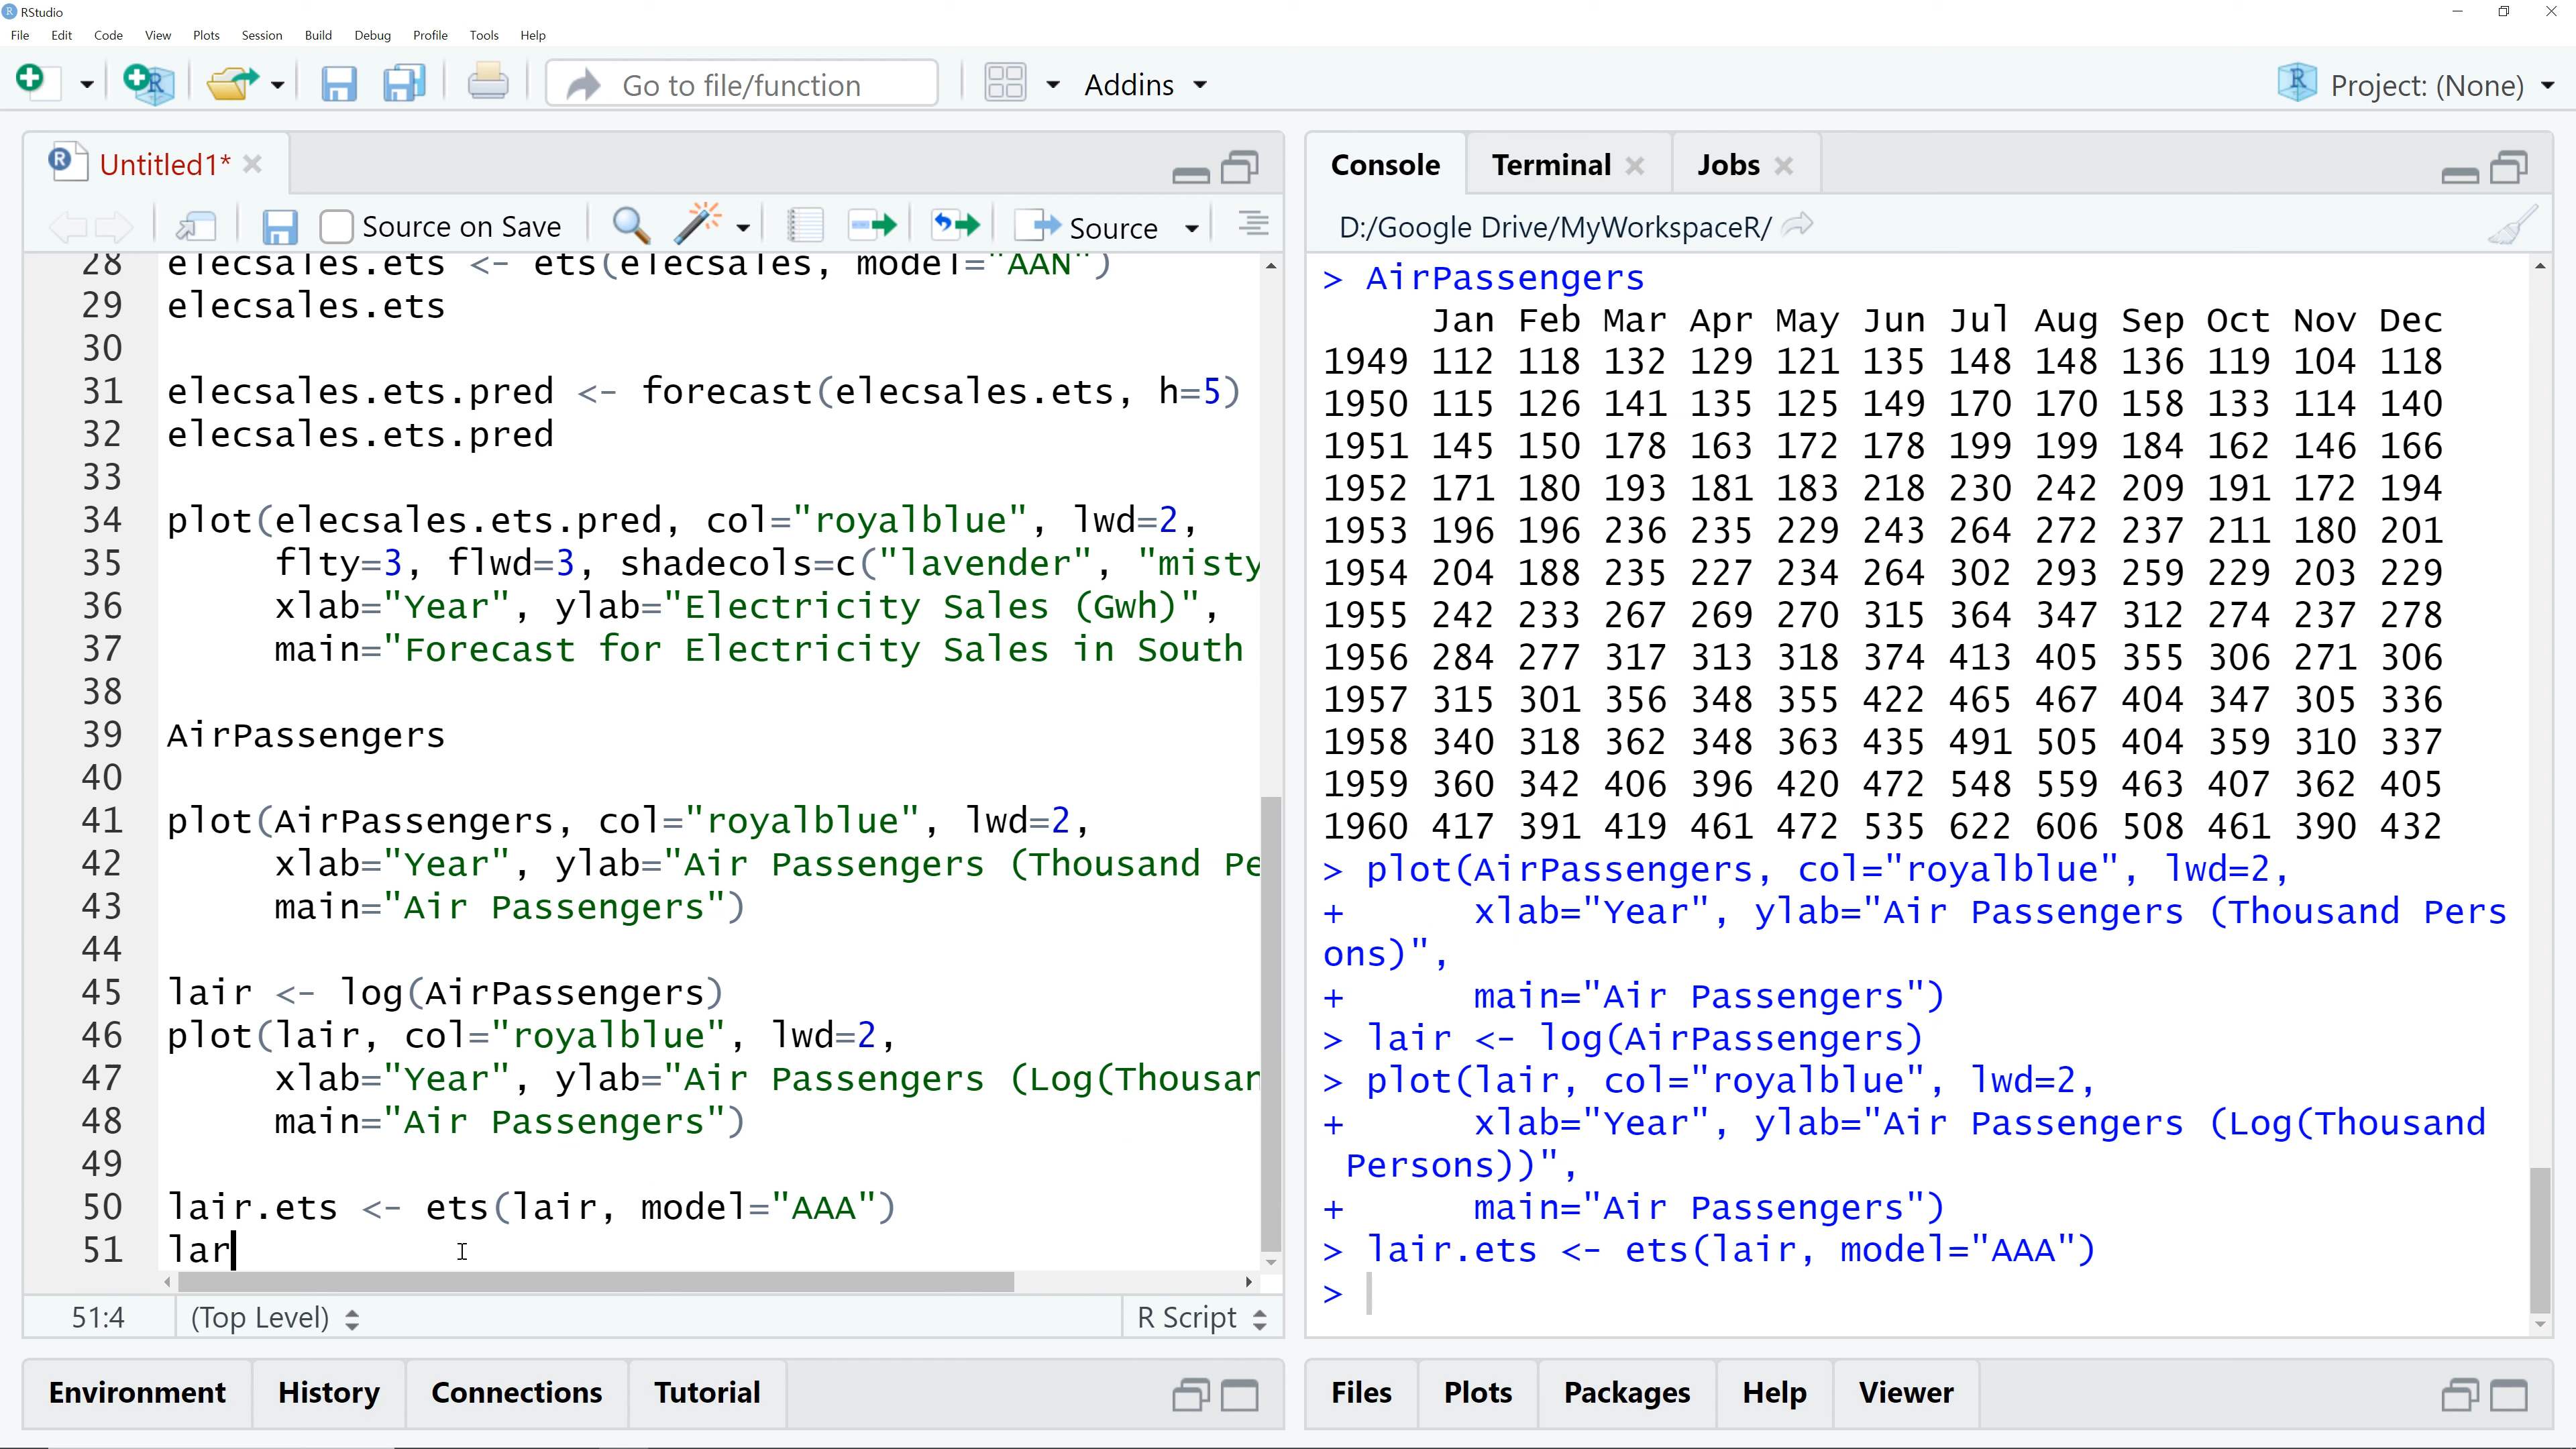 RStudio
File Edit Code View Plots Session Build Debug Profile Tools Help
Go to file/function Addins Project: (None)
Untitled1*
Source on Save Source
28 elecsales.ets <- ets(elecsales, model="AAN")
29 elecsales.ets
30
31 elecsales.ets.pred <- forecast(elecsales.ets, h=5)
32 elecsales.ets.pred
33
34 plot(elecsales.ets.pred, col="royalblue", lwd=2,
35 flty=3, flwd=3, shadecols=c("lavender", "misty
36 xlab="Year", ylab="Electricity Sales (Gwh)",
37 main="Forecast for Electricity Sales in South
38
39 AirPassengers
40
41 plot(AirPassengers, col="royalblue", lwd=2,
42 xlab="Year", ylab="Air Passengers (Thousand Pe
43 main="Air Passengers")
44
45 lair <- log(AirPassengers)
46 plot(lair, col="royalblue", lwd=2,
47 xlab="Year", ylab="Air Passengers (Log(Thousan
48 main="Air Passengers")
49
50 lair.ets <- ets(lair, model="AAA")
51 lar
51:4 (Top Level) R Script
Environment History Connections Tutorial
Console Terminal Jobs
D:/Google Drive/MyWorkspaceR/
> AirPassengers
Jan Feb Mar Apr May Jun Jul Aug Sep Oct Nov Dec
1949 112 118 132 129 121 135 148 148 136 119 104 118
1950 115 126 141 135 125 149 170 170 158 133 114 140
1951 145 150 178 163 172 178 199 199 184 162 146 166
1952 171 180 193 181 183 218 230 242 209 191 172 194
1953 196 196 236 235 229 243 264 272 237 211 180 201
1954 204 188 235 227 234 264 302 293 259 229 203 229
1955 242 233 267 269 270 315 364 347 312 274 237 278
1956 284 277 317 313 318 374 413 405 355 306 271 306
1957 315 301 356 348 355 422 465 467 404 347 305 336
1958 340 318 362 348 363 435 491 505 404 359 310 337
1959 360 342 406 396 420 472 548 559 463 407 362 405
1960 417 391 419 461 472 535 622 606 508 461 390 432
> plot(AirPassengers, col="royalblue", lwd=2,
+ xlab="Year", ylab="Air Passengers (Thousand Pers
ons)",
+ main="Air Passengers")
> lair <- log(AirPassengers)
> plot(lair, col="royalblue", lwd=2,
+ xlab="Year", ylab="Air Passengers (Log(Thousand
Persons))",
+ main="Air Passengers")
> lair.ets <- ets(lair, model="AAA")
>
Files Plots Packages Help Viewer